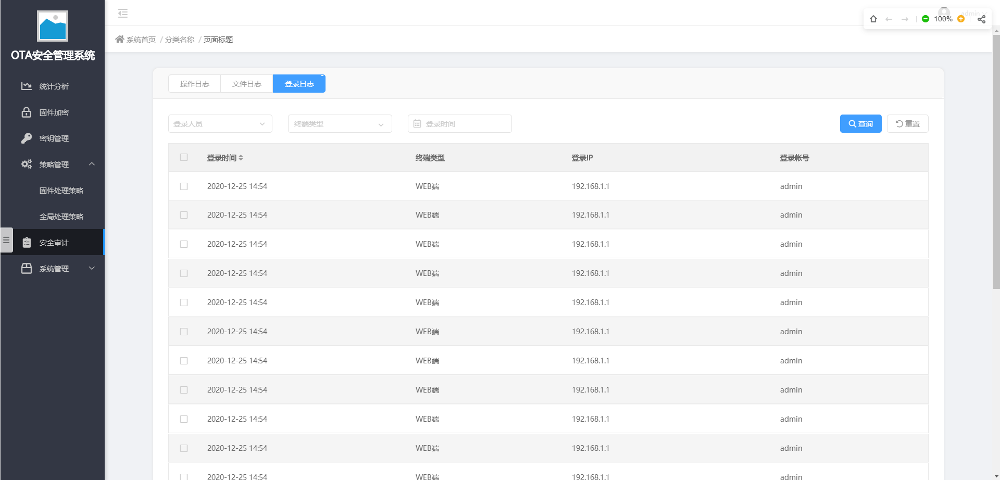 OTA安全管理系统
统计分析
固件加密
密钥管理
策略管理
固件处理策略
全局处理策略
安全审计
系统管理
admin
100%
系统首页 / 分类名称 / 页面标题
操作日志 文件日志 登录日志
登录人员 终端类型 登录时间 查询 重置
登录时间 终端类型 登录IP 登录帐号
2020-12-25 14:54 WEB端 192.168.1.1 admin
2020-12-25 14:54 WEB端 192.168.1.1 admin
2020-12-25 14:54 WEB端 192.168.1.1 admin
2020-12-25 14:54 WEB端 192.168.1.1 admin
2020-12-25 14:54 WEB端 192.168.1.1 admin
2020-12-25 14:54 WEB端 192.168.1.1 admin
2020-12-25 14:54 WEB端 192.168.1.1 admin
2020-12-25 14:54 WEB端 192.168.1.1 admin
2020-12-25 14:54 WEB端 192.168.1.1 admin
2020-12-25 14:54 WEB端 192.168.1.1 admin
2020-12-25 14:54 WEB端 192.168.1.1 admin